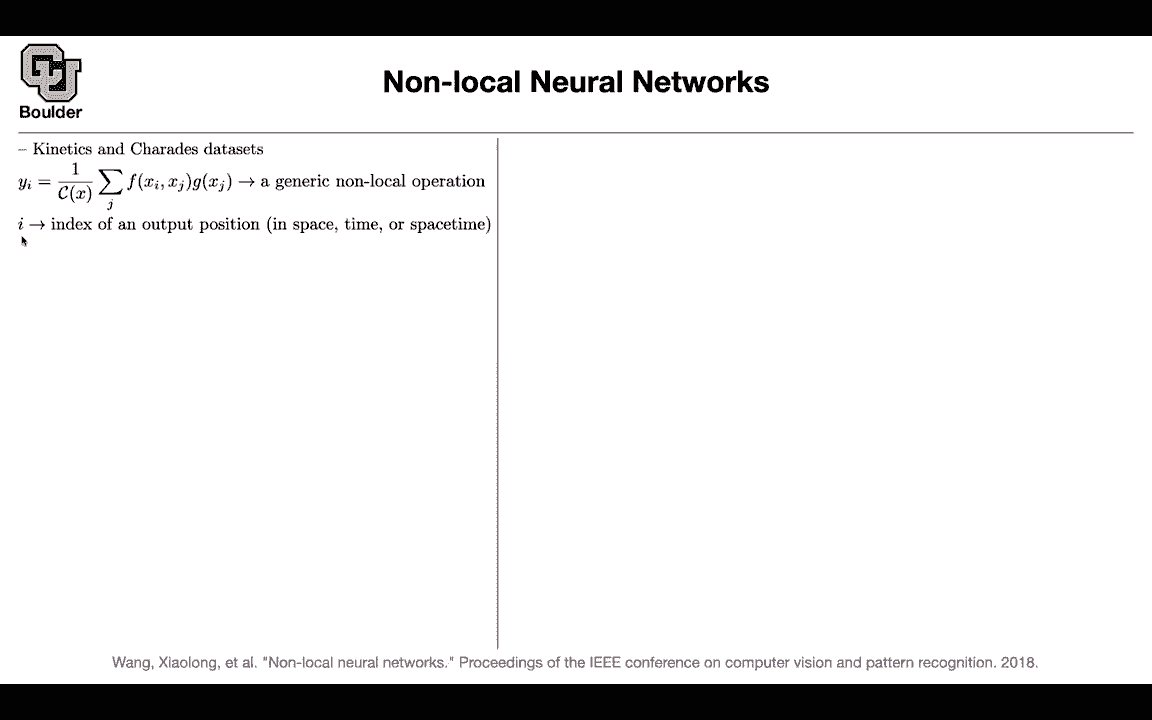 Boulder
Non-local Neural Networks
– Kinetics and Charades datasets
$y_i = \frac{1}{\mathcal{C}(x)} \sum_j f(x_i, x_j) g(x_j)$ → a generic non-local operation
$i$ → index of an output position (in space, time, or spacetime)
Wang, Xiaolong, et al. "Non-local neural networks." Proceedings of the IEEE conference on computer vision and pattern recognition. 2018.